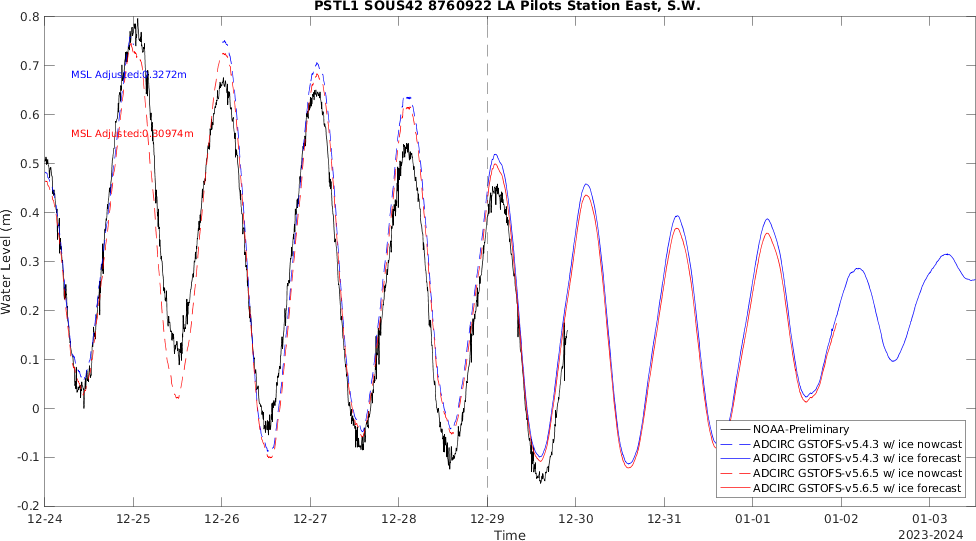 PSTL1 SOUS42 8760922 LA Pilots Station East, S.W.
0.8
0.7
0.6
0.5
0.4
0.3
0.2
0.1
0
-0.1
-0.2
Water Level (m)
MSL Adjusted:0.3272m
MSL Adjusted:0.30974m
NOAA-Preliminary
ADCIRC GSTOFS-v5.4.3 w/ ice nowcast
ADCIRC GSTOFS-v5.4.3 w/ ice forecast
ADCIRC GSTOFS-v5.6.5 w/ ice nowcast
ADCIRC GSTOFS-v5.6.5 w/ ice forecast
12-24 12-25 12-26 12-27 12-28 12-29 12-30 12-31 01-01 01-02 01-03
Time
2023-2024